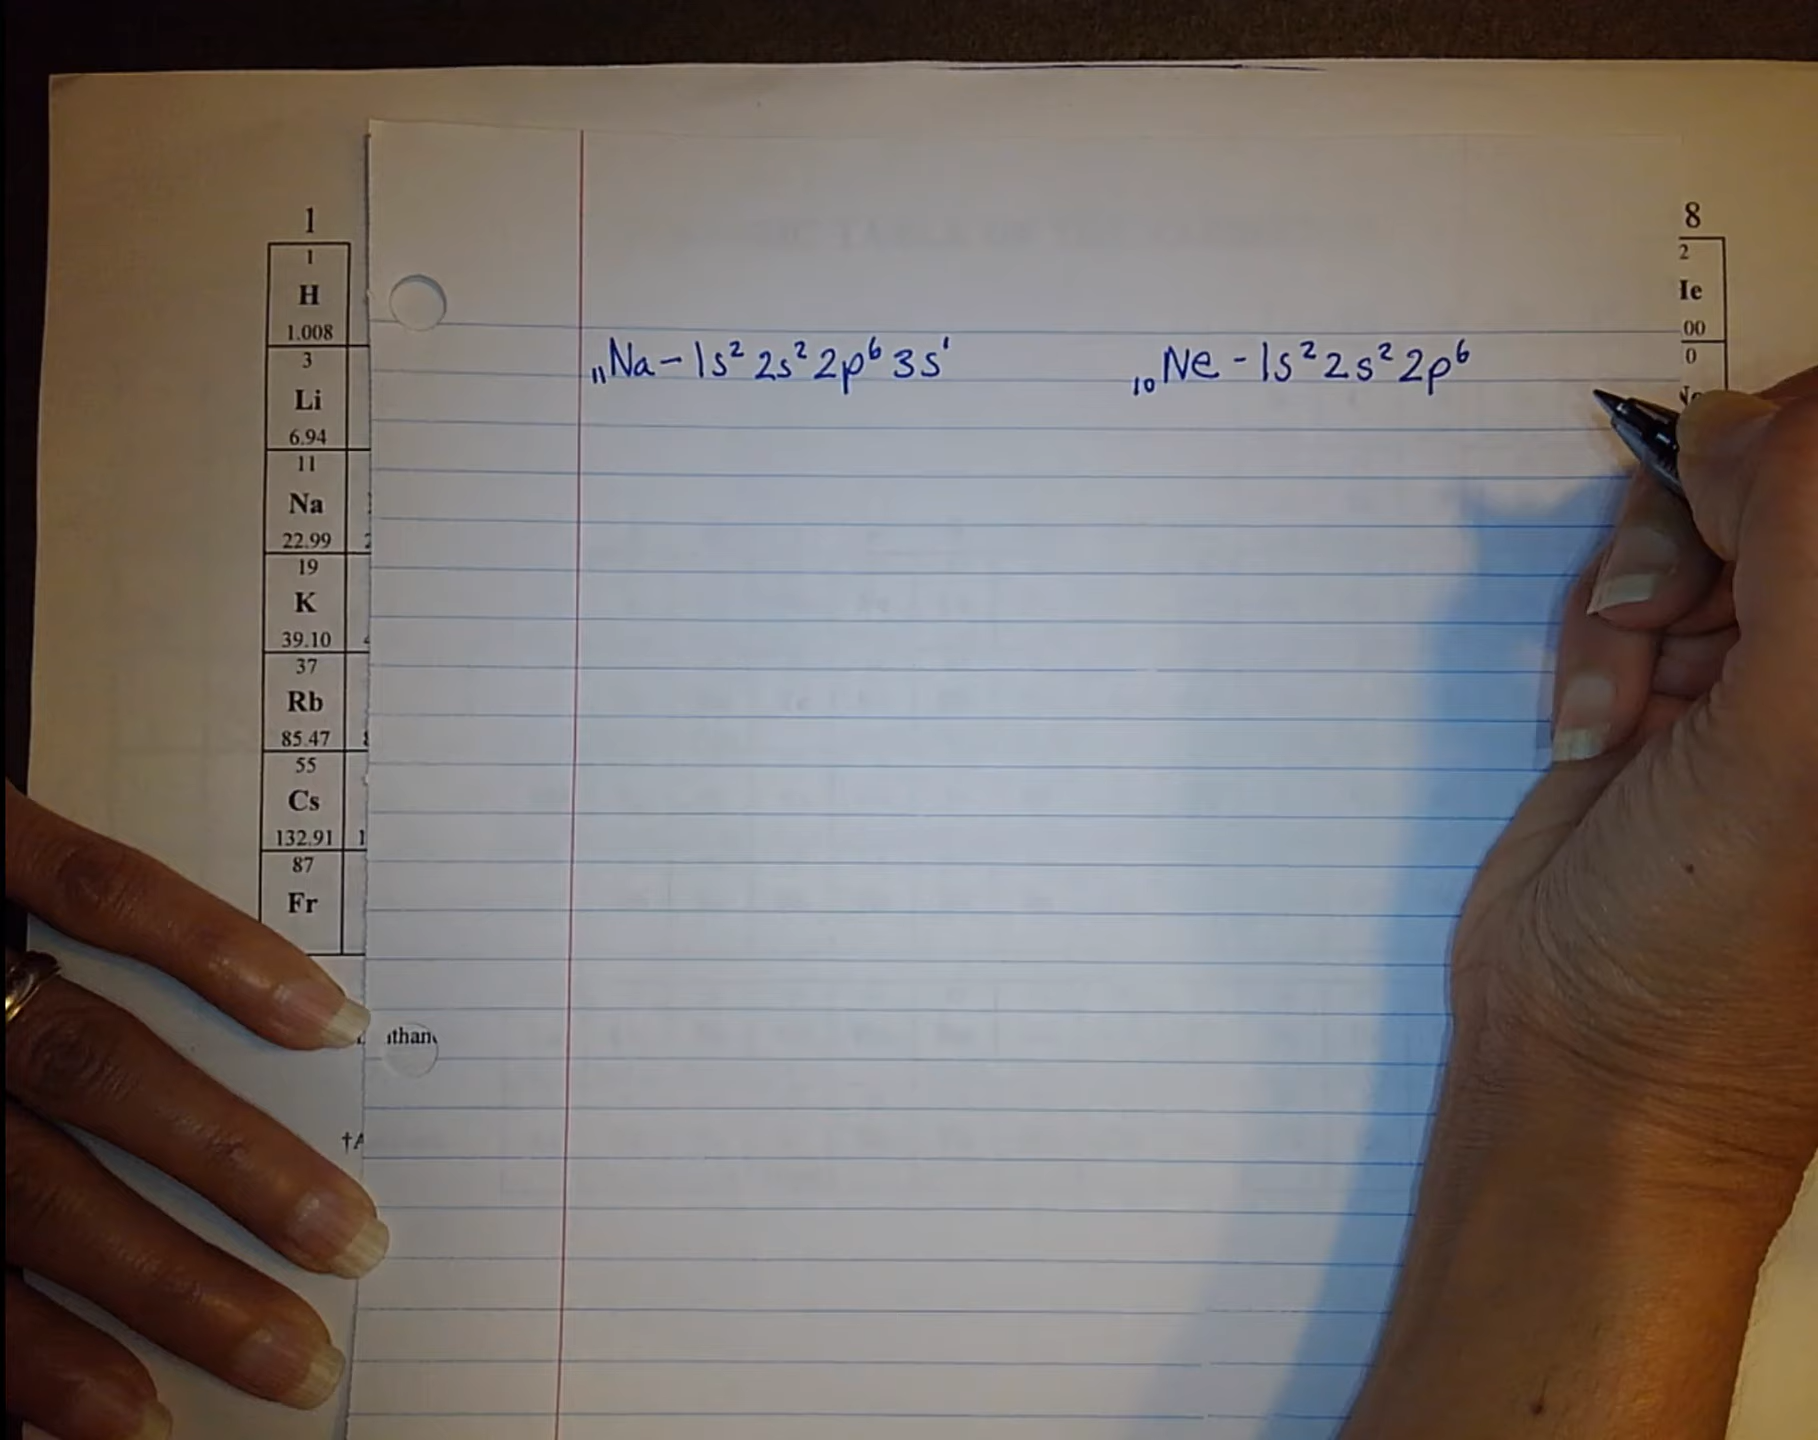 1
1
H
1.008
3
Li
6.94
11
Na
22.99
19
K
39.10
37
Rb
85.47
55
Cs
132.91
87
Fr
₁₁Na – 1s² 2s² 2p⁶ 3s¹
₁₀Ne - 1s² 2s² 2p⁶
8
2
Ie
00
0
ithan
†A